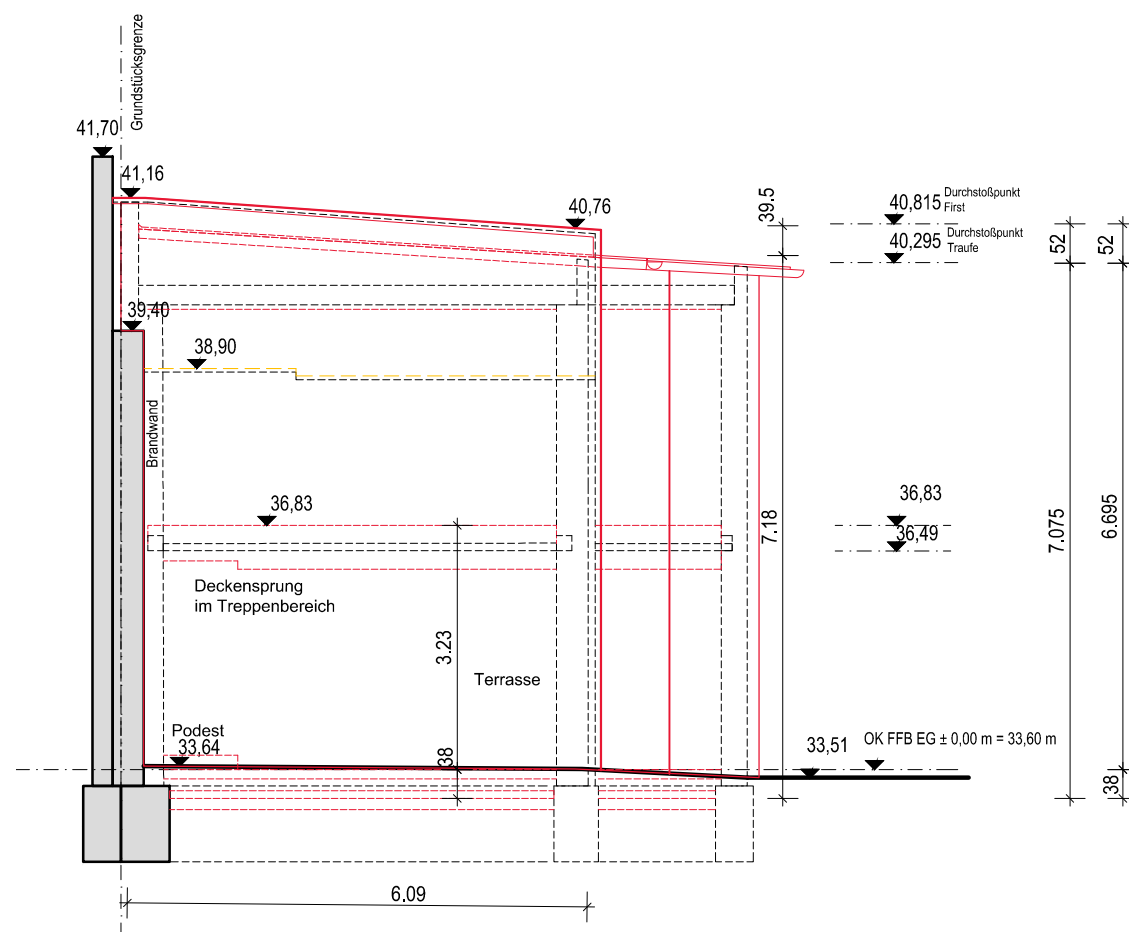 Grundstücksgrenze
41,70
41,16
40,76
39.5
40,815
Durchstoßpunkt
First
40,295
Durchstoßpunkt
Traufe
52
52
39,40
38,90
Brandwand
36,83
36,83
36,49
7.18
7.075
6.695
Deckensprung
im Treppenbereich
3.23
Terrasse
Podest
33,64
38
33,51
OK FFB EG ± 0,00 m = 33,60 m
38
6.09